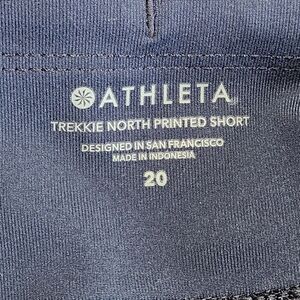 ATHLETA
TREKKIE NORTH PRINTED SHORT
DESIGNED IN SAN FRANCISCO
MADE IN INDONESIA
20